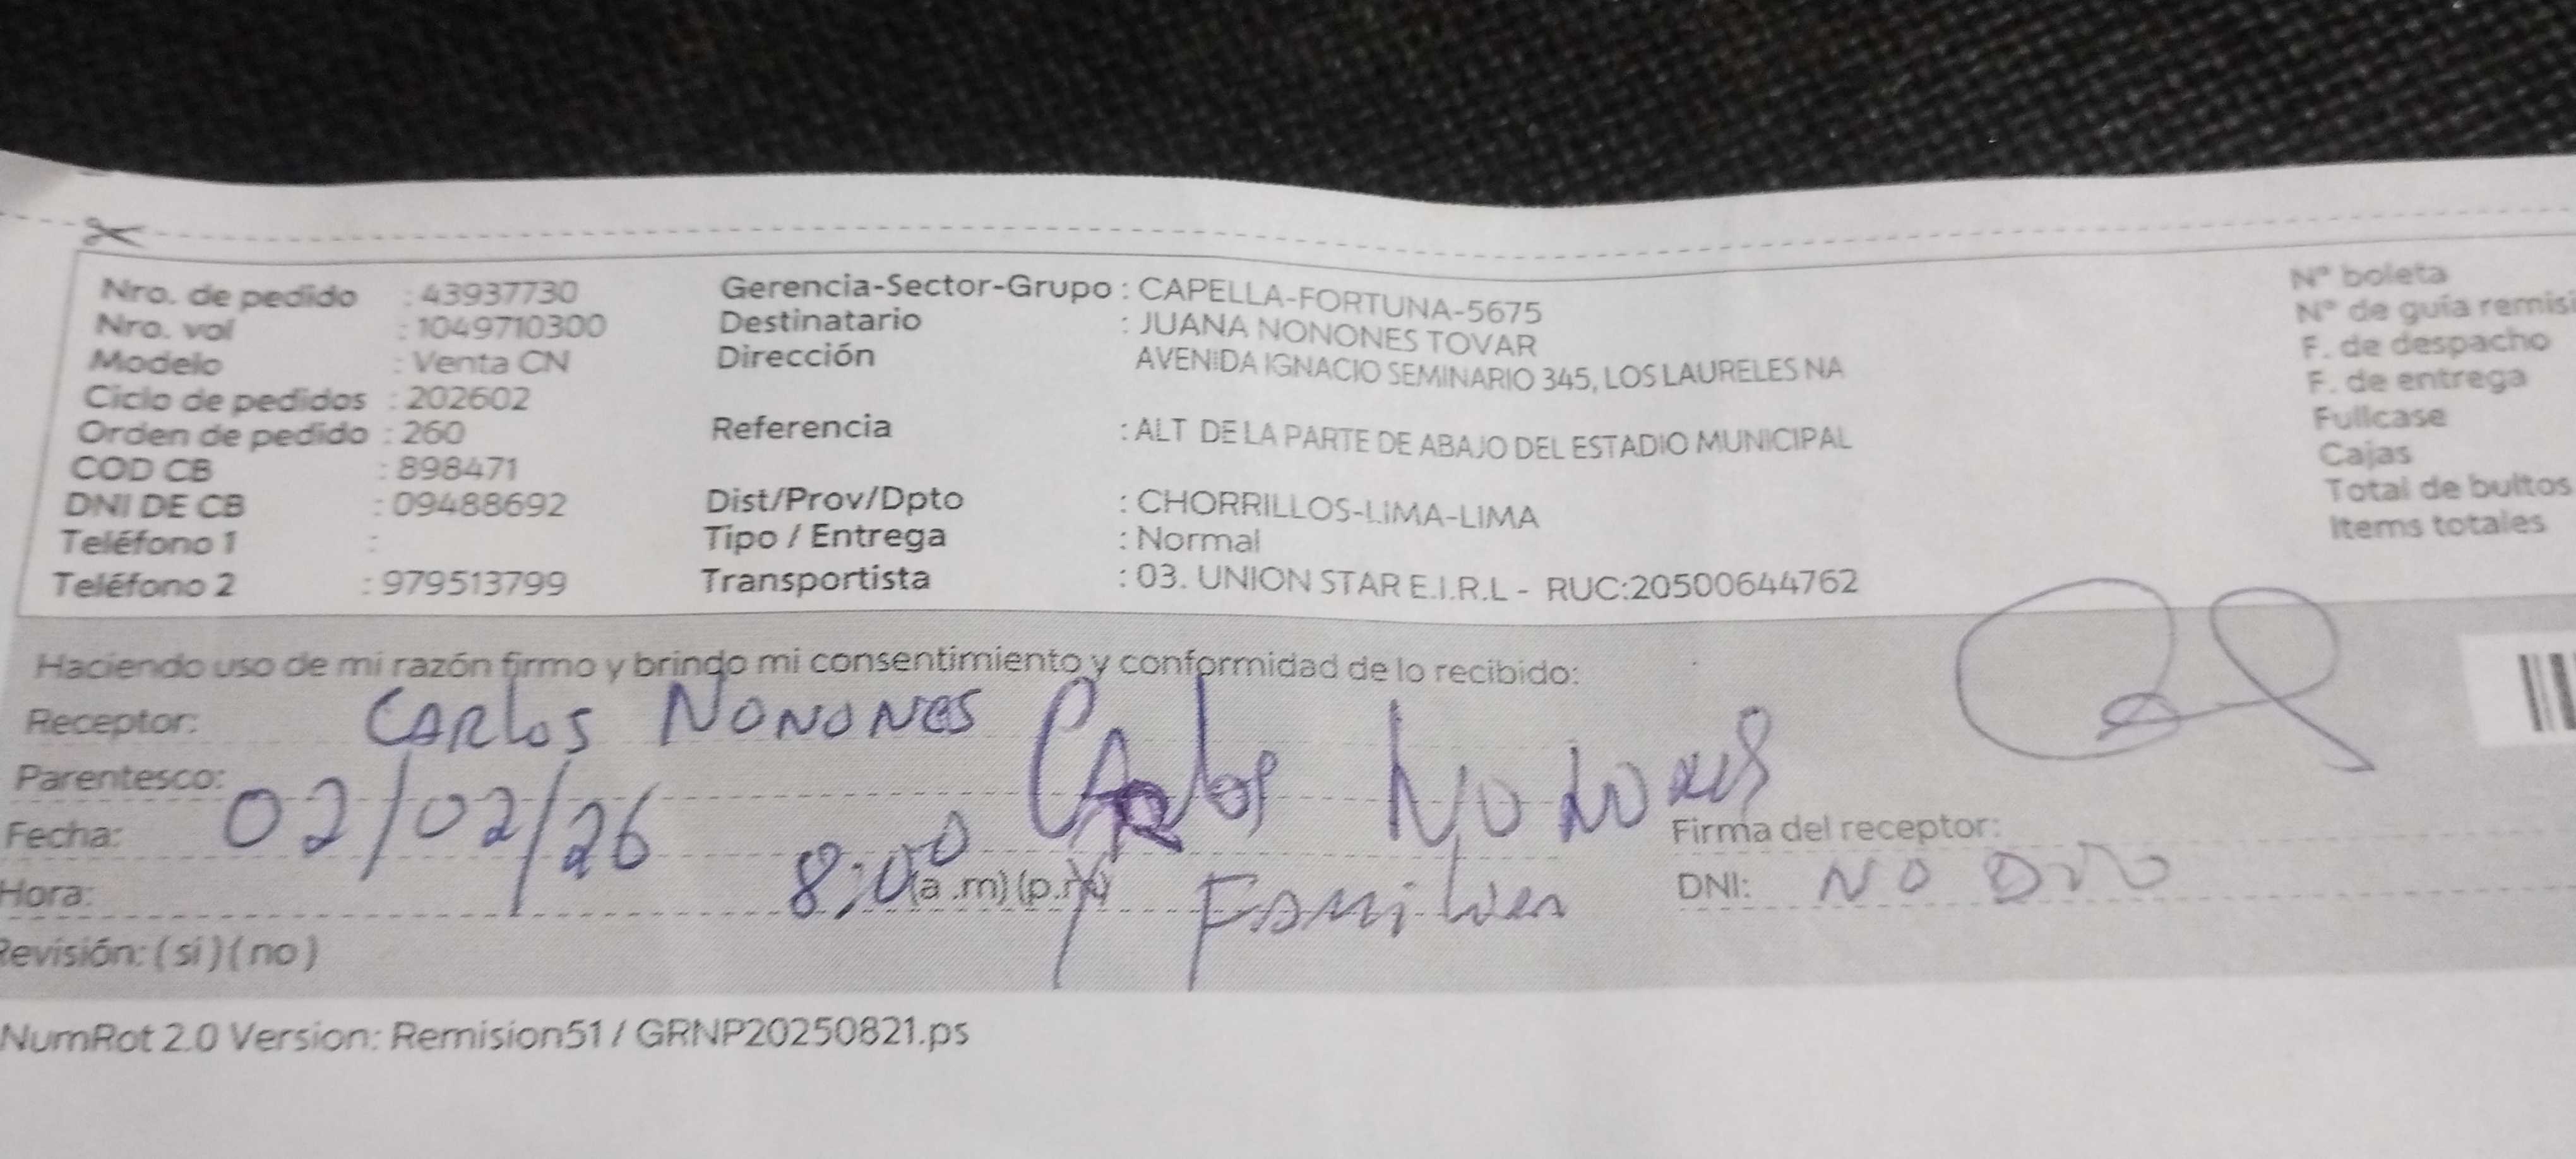 Nro. de pedido : 43937730 Gerencia-Sector-Grupo : CAPELLA-FORTUNA-5675 N° boleta
Nro. vol : 1049710300 Destinatario : JUANA NONONES TOVAR N° de guía remisi
Modelo : Venta CN Dirección AVENIDA IGNACIO SEMINARIO 345, LOS LAURELES NA F. de despacho
Ciclo de pedidos : 202602 F. de entrega
Orden de pedido : 260 Referencia : ALT DE LA PARTE DE ABAJO DEL ESTADIO MUNICIPAL Fullcase
COD CB : 898471 Cajas
DNI DE CB : 09488692 Dist/Prov/Dpto : CHORRILLOS-LIMA-LIMA Total de bultos
Teléfono 1 : Tipo / Entrega : Normal Items totales
Teléfono 2 : 979513799 Transportista : 03. UNION STAR E.I.R.L - RUC:20500644762
Haciendo uso de mi razón firmo y brindo mi consentimiento y conformidad de lo recibido:
Receptor: CARlos NONONES
Parentesco: CARlos NONONES
Fecha: 02/02/26 Firma del receptor:
Hora: 8:00 (a .m) (p.m) Familiar DNI: NO DIO
Revisión: ( si ) ( no )
NumRot 2.0 Version: Remision51 / GRNP20250821.ps